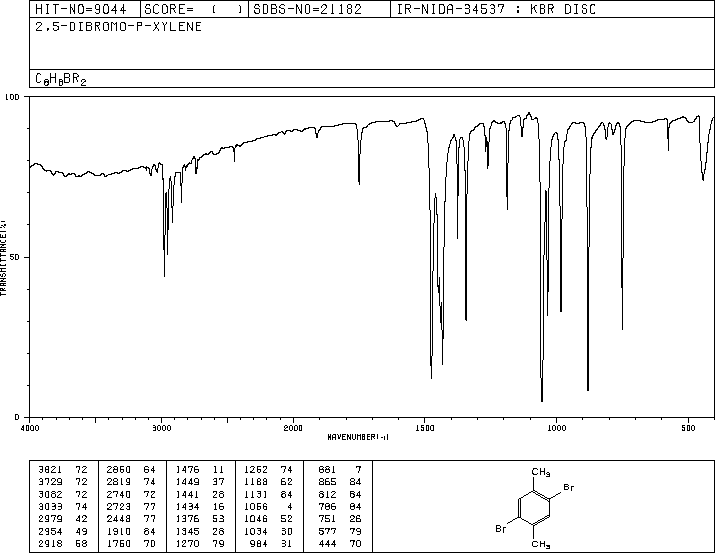 HIT-NO=9044 SCORE= ( ) SDBS-NO=21182 IR-NIDA-34537 : KBR DISC
2,5-DIBROMO-P-XYLENE
C8H8BR2
100
50
0
TRANSMITTANCE(%)
4000 3000 2000 1500 1000 500
WAVENUMBER(-1)
3821 72 2860 64 1476 11 1262 74 881 7
3729 72 2819 74 1449 37 1188 62 865 84
3082 72 2740 72 1441 28 1131 84 812 84
3033 74 2723 77 1434 16 1056 4 786 84
2979 42 2448 77 1376 53 1046 52 751 26
2954 49 1910 84 1345 28 1034 30 577 79
2918 68 1760 70 1270 79 984 31 444 70
CH3
Br
Br
CH3